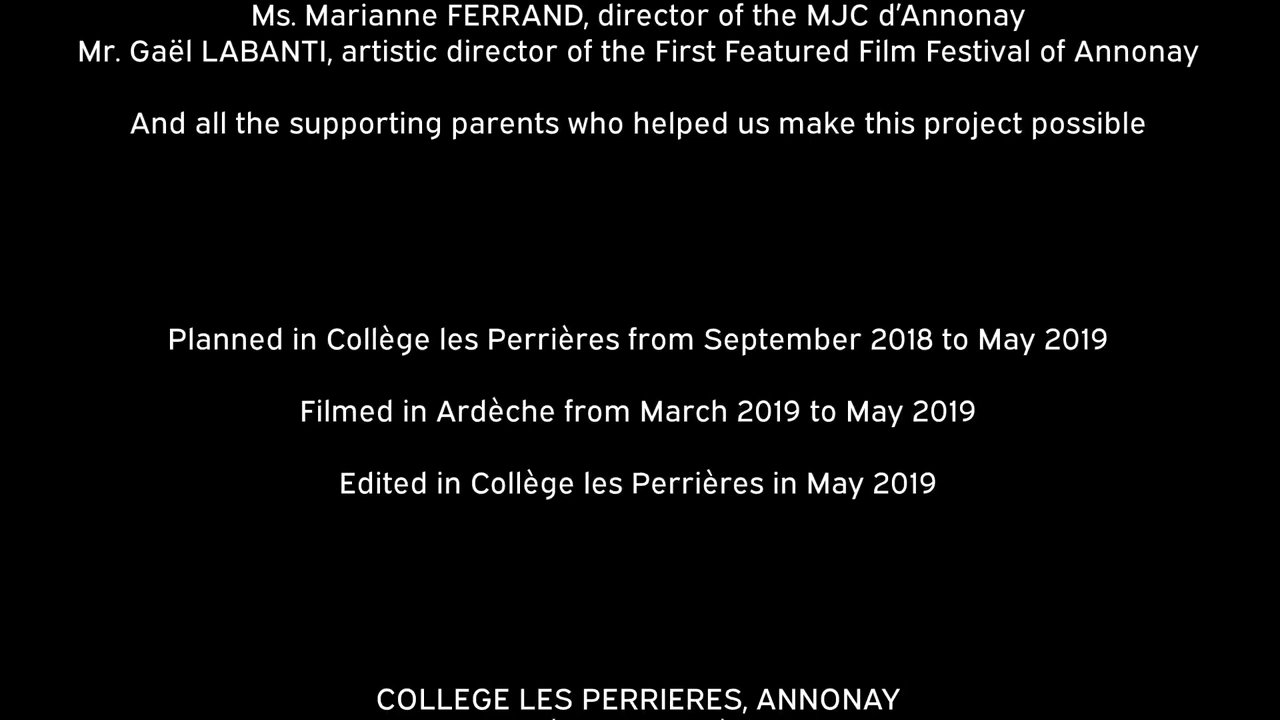 Ms. Marianne FERRAND, director of the MJC d’Annonay
Mr. Gaël LABANTI, artistic director of the First Featured Film Festival of Annonay
And all the supporting parents who helped us make this project possible
Planned in Collège les Perrières from September 2018 to May 2019
Filmed in Ardèche from March 2019 to May 2019
Edited in Collège les Perrières in May 2019
COLLEGE LES PERRIERES, ANNONAY